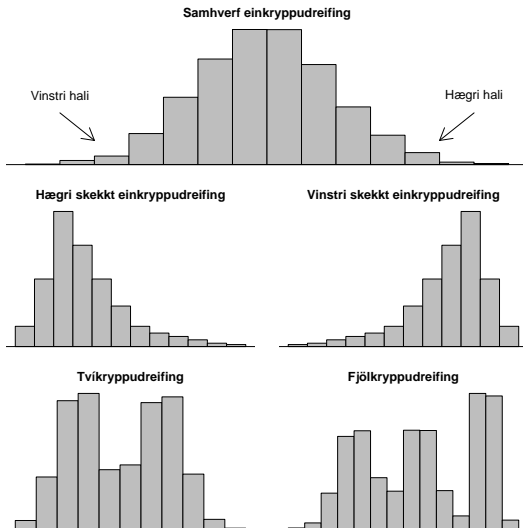 Samhverf einkryppudreifing
Vinstri hali
Hægri hali
Hægri skekkt einkryppudreifing
Vinstri skekkt einkryppudreifing
Tvíkryppudreifing
Fjölkryppudreifing